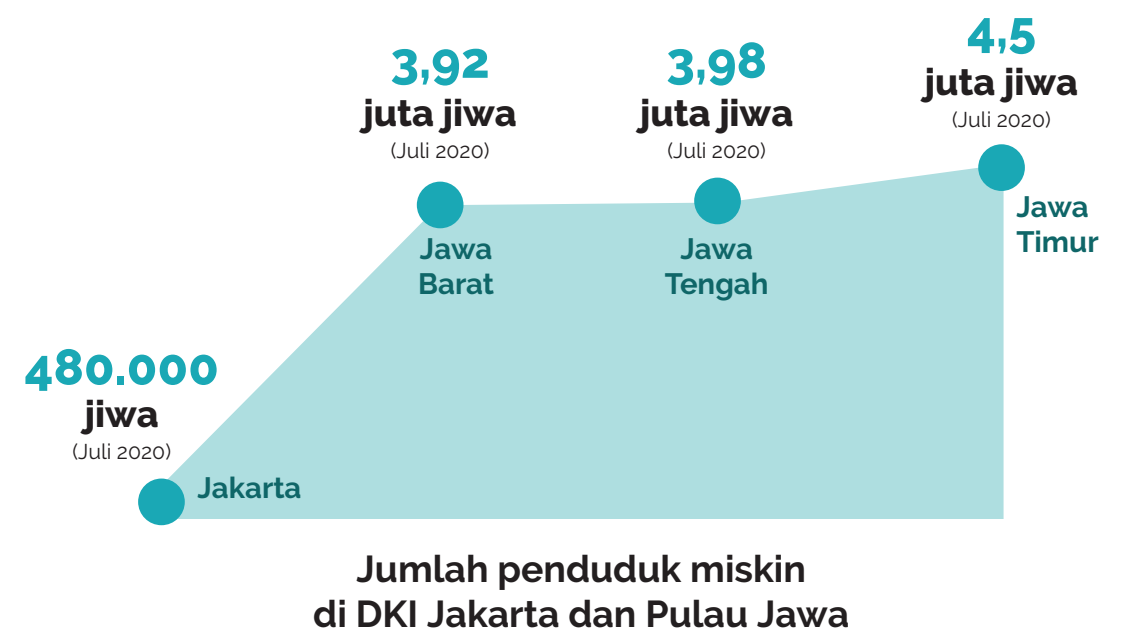 480.000
jiwa
(Juli 2020)
Jakarta
3,92
juta jiwa
(Juli 2020)
Jawa
Barat
3,98
juta jiwa
(Juli 2020)
Jawa
Tengah
4,5
juta jiwa
(Juli 2020)
Jawa
Timur
Jumlah penduduk miskin
di DKI Jakarta dan Pulau Jawa